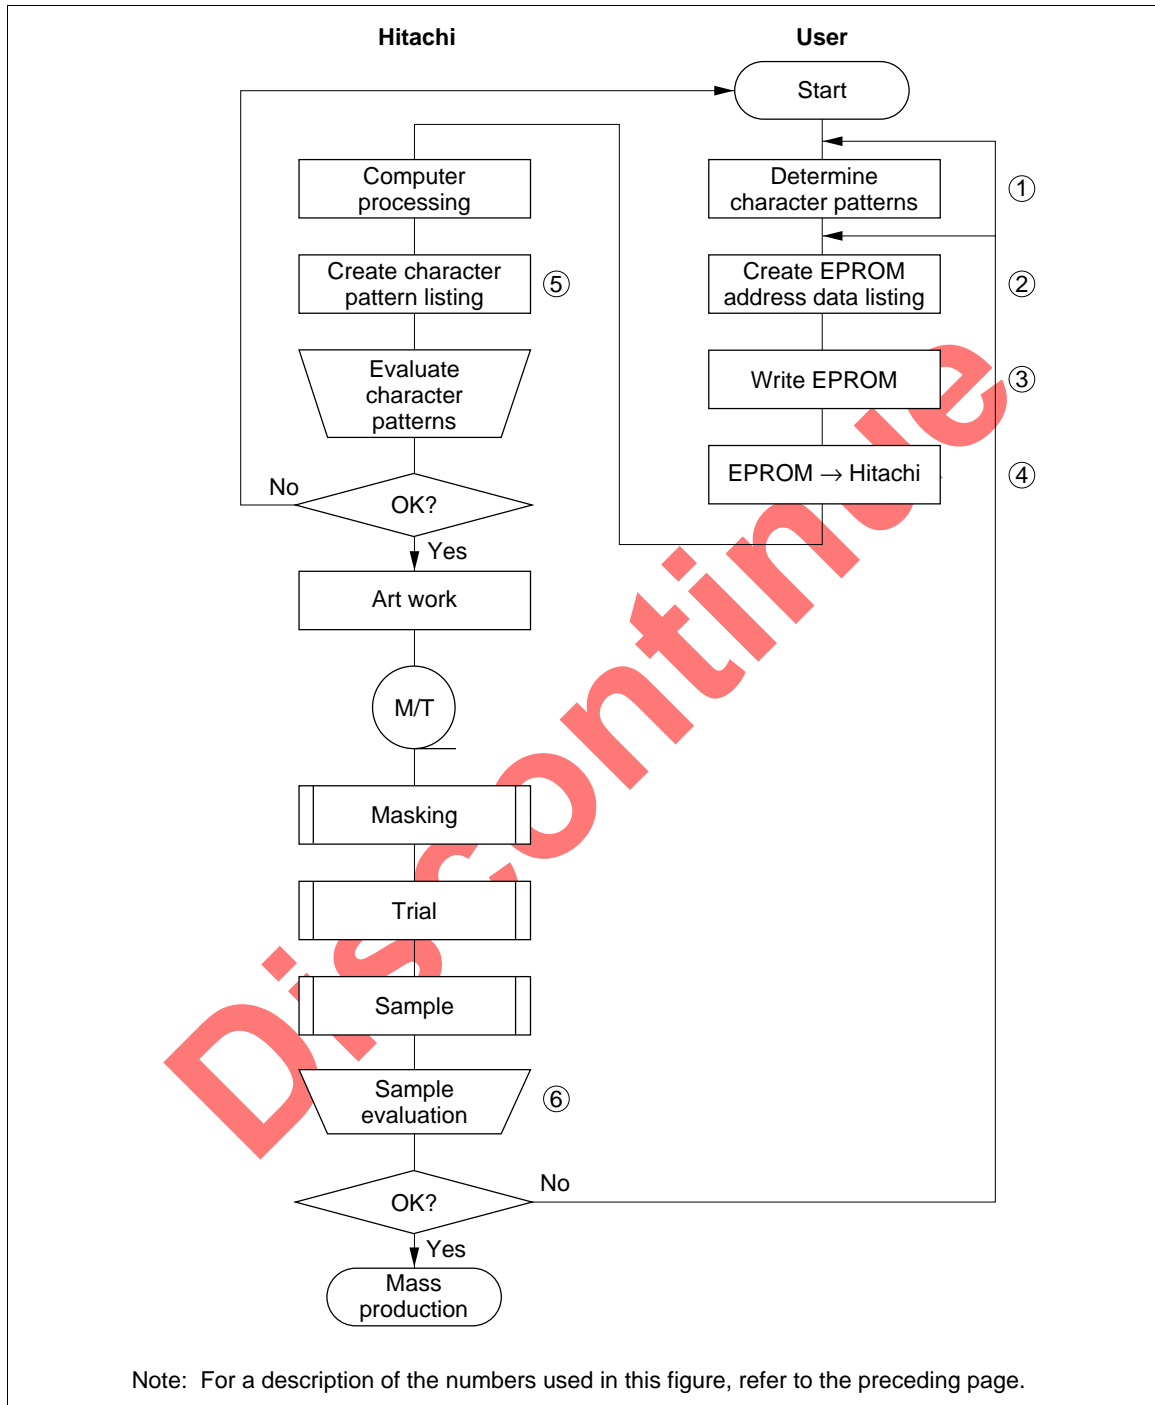 Hitachi
User
Start
Determine
character patterns
①
Create EPROM
address data listing
②
Write EPROM
③
EPROM → Hitachi
④
Computer
processing
Create character
pattern listing
⑤
Evaluate
character
patterns
OK?
No
Yes
Art work
M/T
Masking
Trial
Sample
Sample
evaluation
⑥
OK?
No
Yes
Mass
production
Discontinue
Note: For a description of the numbers used in this figure, refer to the preceding page.